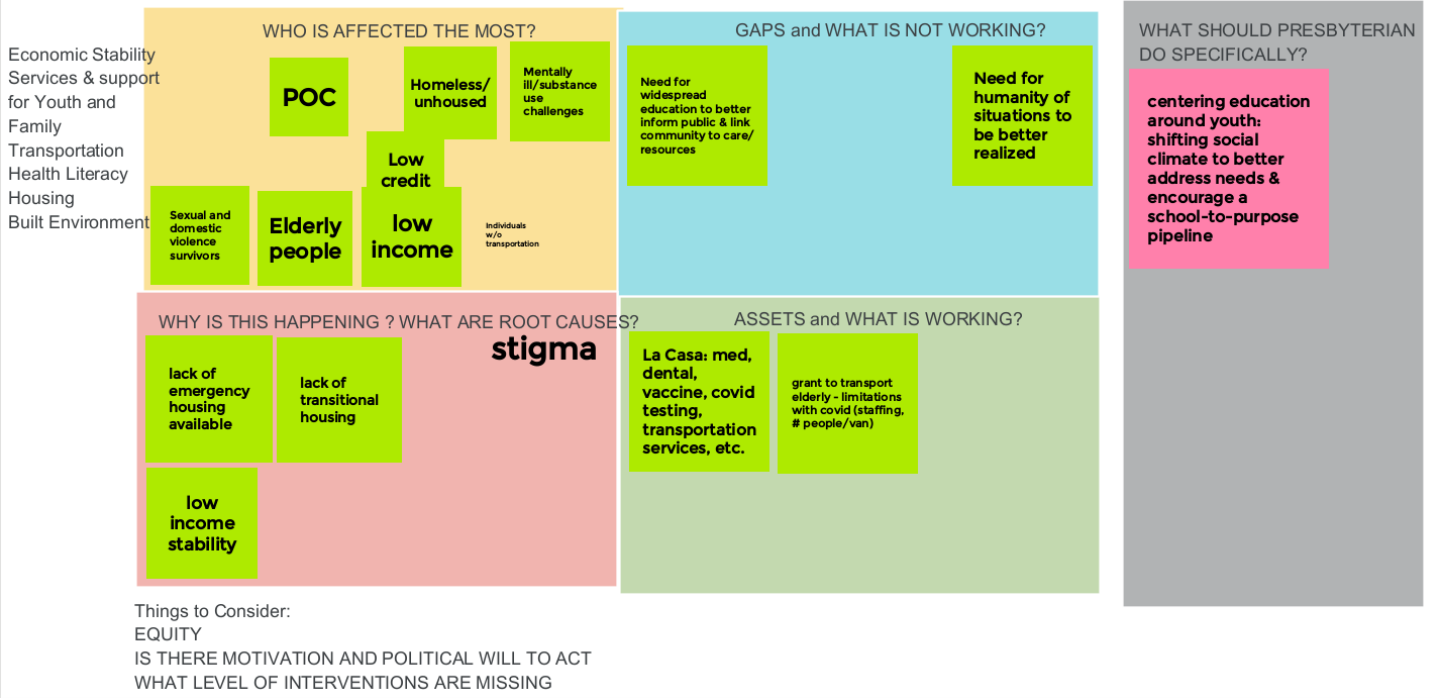 Economic Stability
Services & support
for Youth and
Family
Transportation
Health Literacy
Housing
Built Environment
WHO IS AFFECTED THE MOST?
POC
Homeless/
unhoused
Mentally
ill/substance
use
challenges
Low
credit
Sexual and
domestic
violence
survivors
Elderly
people
low
income
Individuals
w/o
transportation
GAPS and WHAT IS NOT WORKING?
Need for
widespread
education to better
inform public & link
community to care/
resources
Need for
humanity of
situations to
be better
realized
WHAT SHOULD PRESBYTERIAN
DO SPECIFICALLY?
centering education
around youth:
shifting social
climate to better
address needs &
encourage a
school-to-purpose
pipeline
WHY IS THIS HAPPENING ? WHAT ARE ROOT CAUSES?
stigma
lack of
emergency
housing
available
lack of
transitional
housing
low
income
stability
ASSETS and WHAT IS WORKING?
La Casa: med,
dental,
vaccine, covid
testing,
transportation
services, etc.
grant to transport
elderly - limitations
with covid (staffing,
# people/van)
Things to Consider:
EQUITY
IS THERE MOTIVATION AND POLITICAL WILL TO ACT
WHAT LEVEL OF INTERVENTIONS ARE MISSING